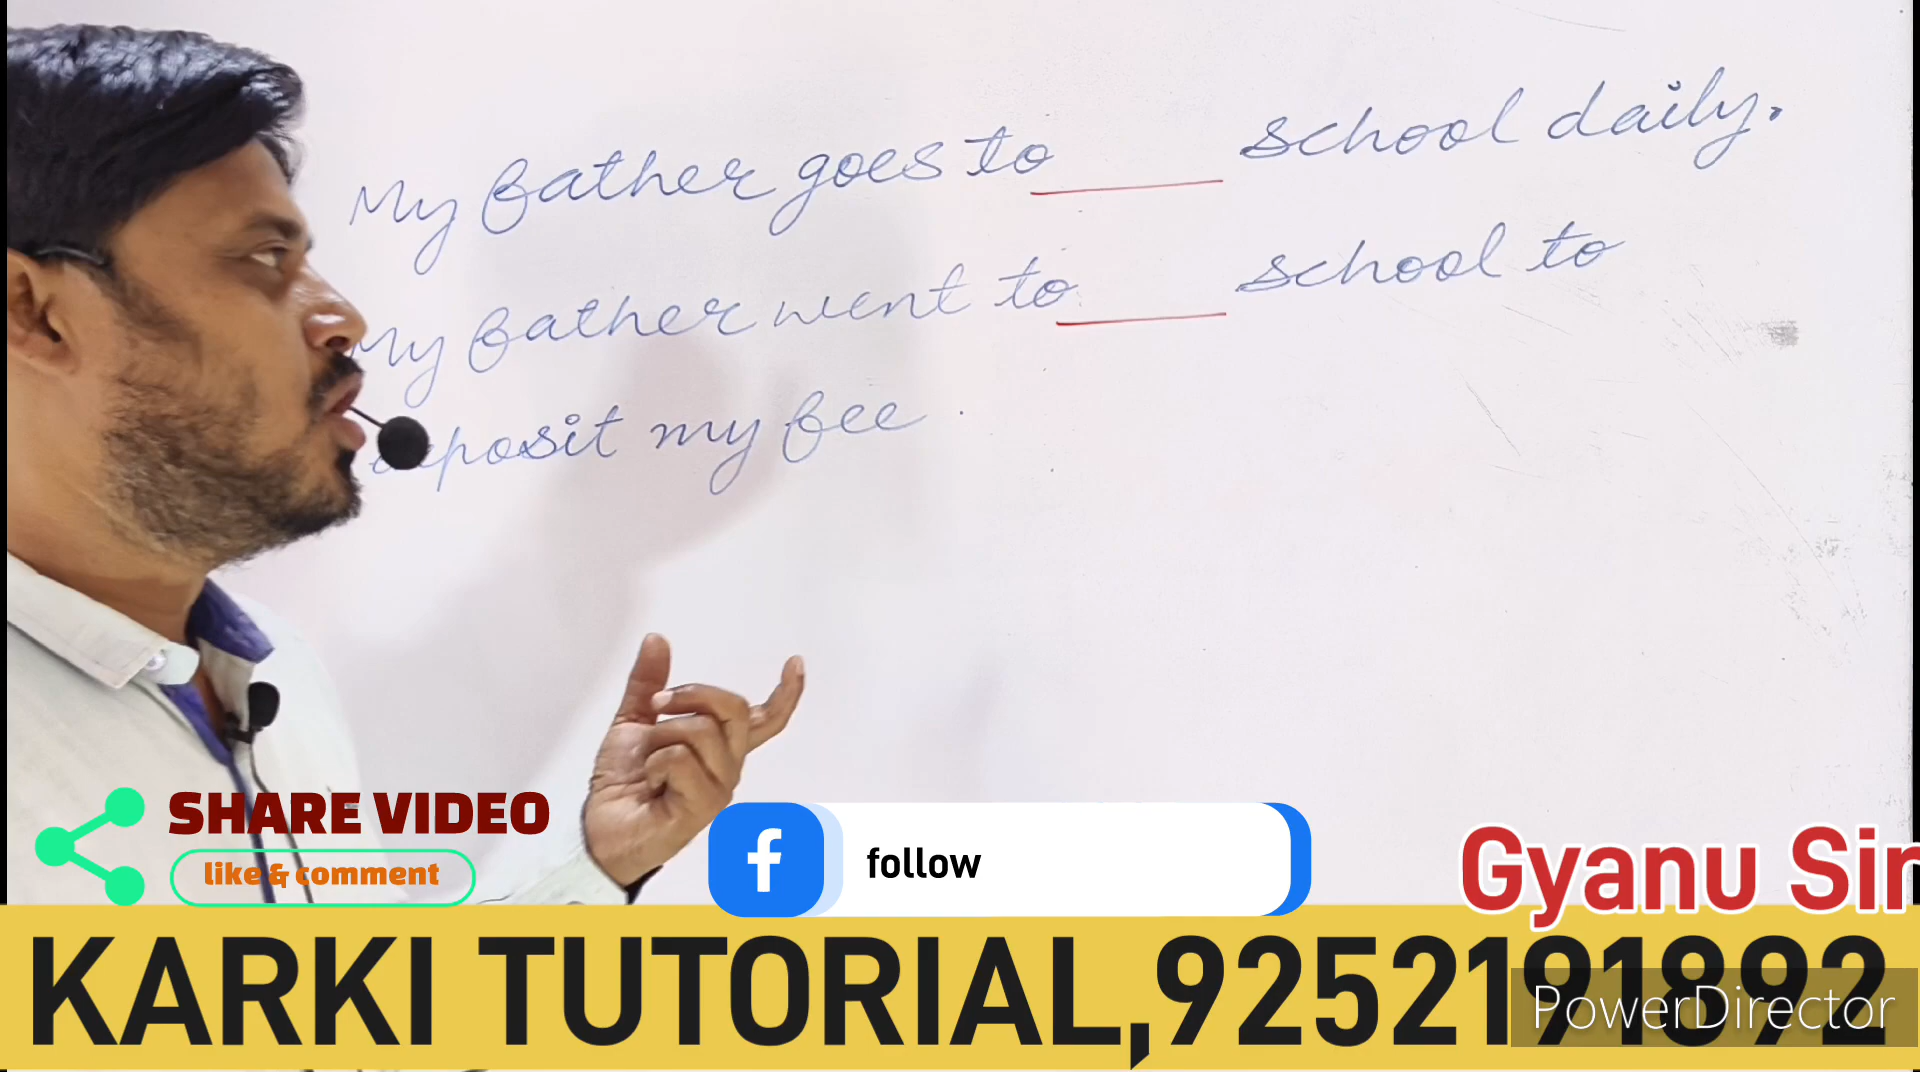 My father goes to ____ school daily.
My father went to ____ school to
deposit my fee .
SHARE VIDEO
like & comment
follow
Gyanu Sin
KARKI TUTORIAL,9252191892
PowerDirector